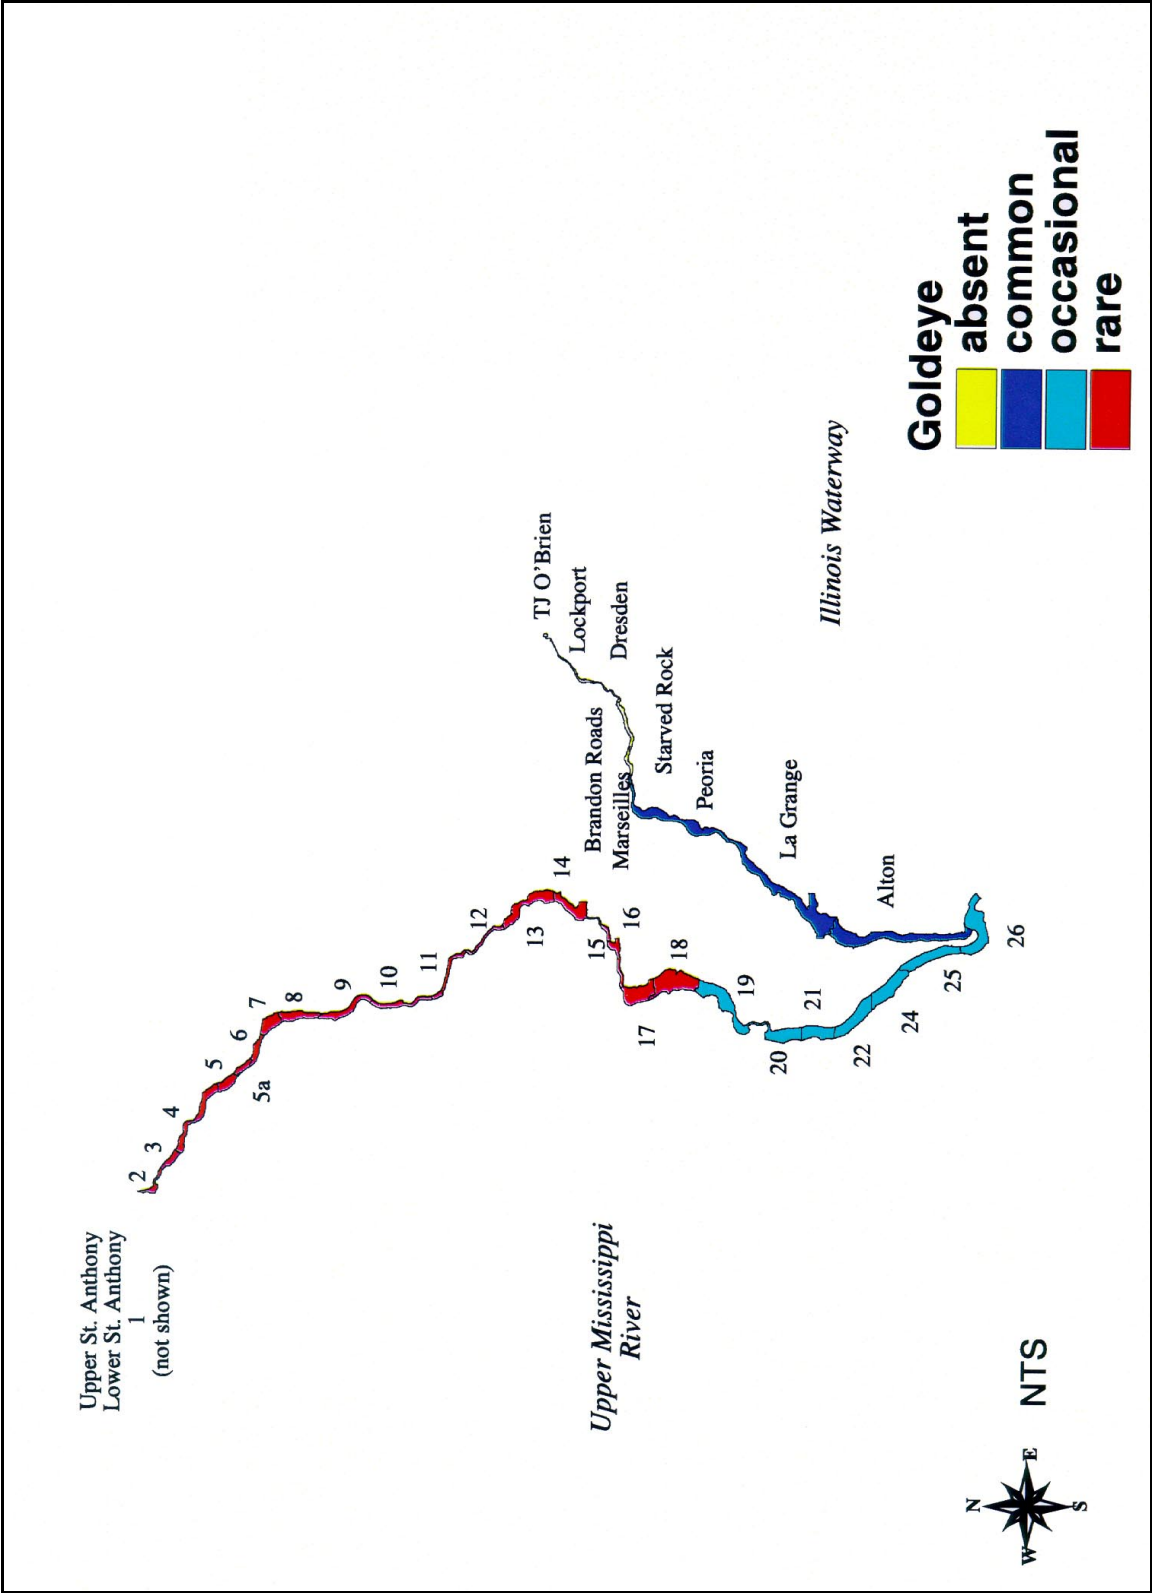 Upper St. Anthony
Lower St. Anthony
1
(not shown)
2
3
4
5
5a
6
7
8
9
10
11
12
13
14
15
16
17
18
19
20
21
22
24
25
26
TJ O'Brien
Lockport
Dresden
Brandon Roads
Marseilles
Starved Rock
Peoria
La Grange
Alton
Upper Mississippi
River
Illinois Waterway
N
W
E
S
NTS
Goldeye
absent
common
occasional
rare